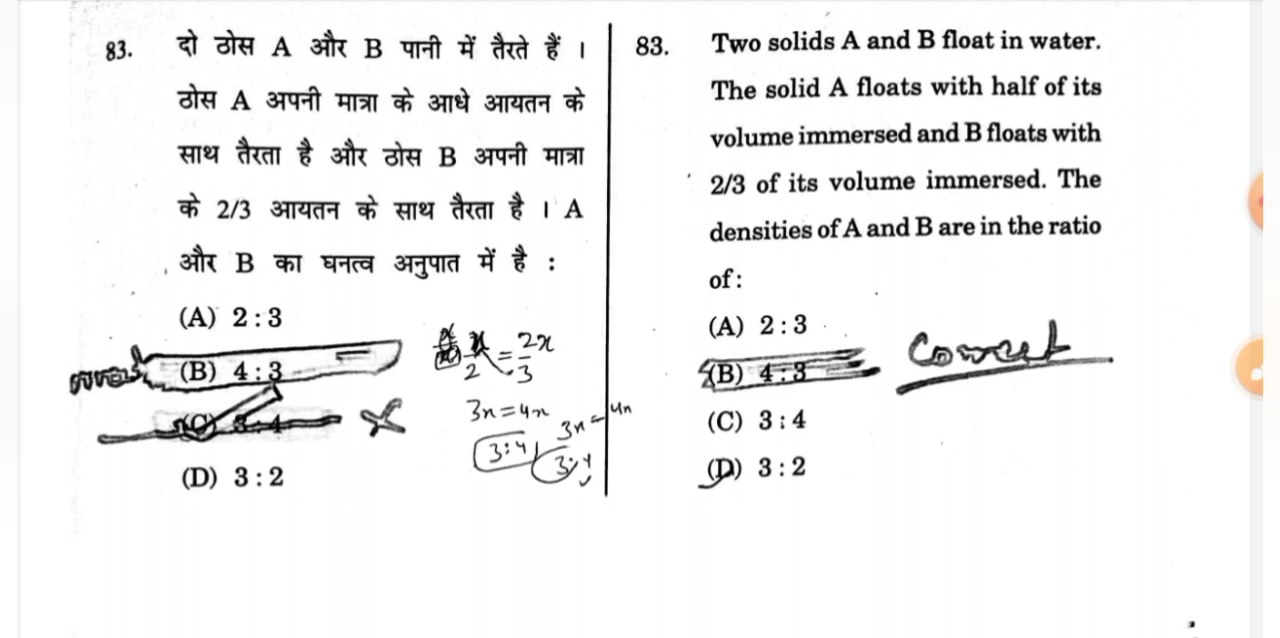 83.
दो ठोस A और B पानी में तैरते हैं ।
ठोस A अपनी मात्रा के आधे आयतन के
साथ तैरता है और ठोस B अपनी मात्रा
के 2/3 आयतन के साथ तैरता है । A
और B का घनत्व अनुपात में है :
(A) 2 : 3
(B) 4 : 3
(C) 3 : 4
(D) 3 : 2
= 2x
2 3
3x = 4x
3x = 4x
3:4
3:4
83.
Two solids A and B float in water.
The solid A floats with half of its
volume immersed and B floats with
2/3 of its volume immersed. The
densities of A and B are in the ratio
of :
(A) 2 : 3
(B) 4 : 3
Correct
(C) 3 : 4
(D) 3 : 2